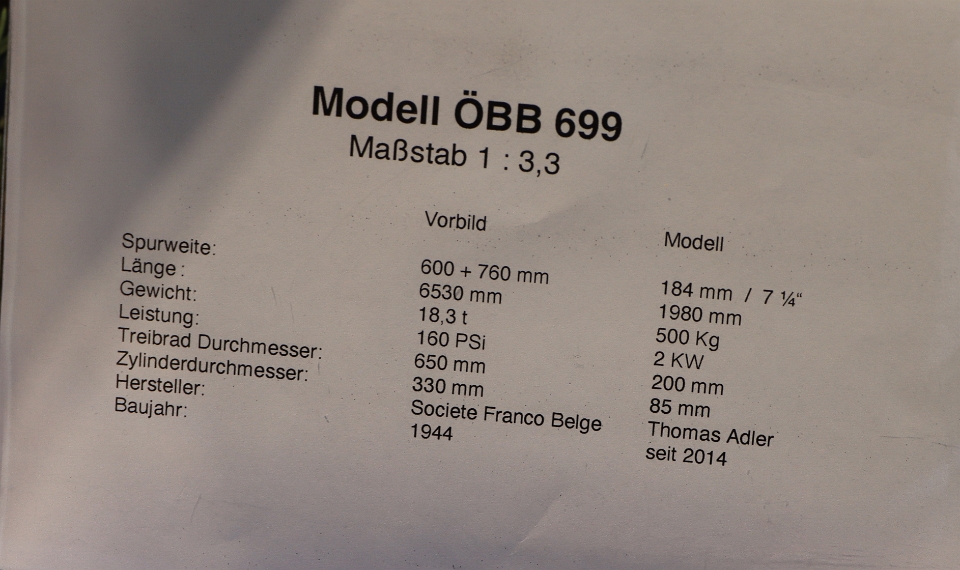 Modell ÖBB 699
Maßstab 1 : 3,3
Vorbild Modell
Spurweite: 600 + 760 mm 184 mm / 7 ¼“
Länge : 6530 mm 1980 mm
Gewicht: 18,3 t 500 Kg
Leistung: 160 PSi 2 KW
Treibrad Durchmesser: 650 mm 200 mm
Zylinderdurchmesser: 330 mm 85 mm
Hersteller: Societe Franco Belge Thomas Adler
Baujahr: 1944 seit 2014